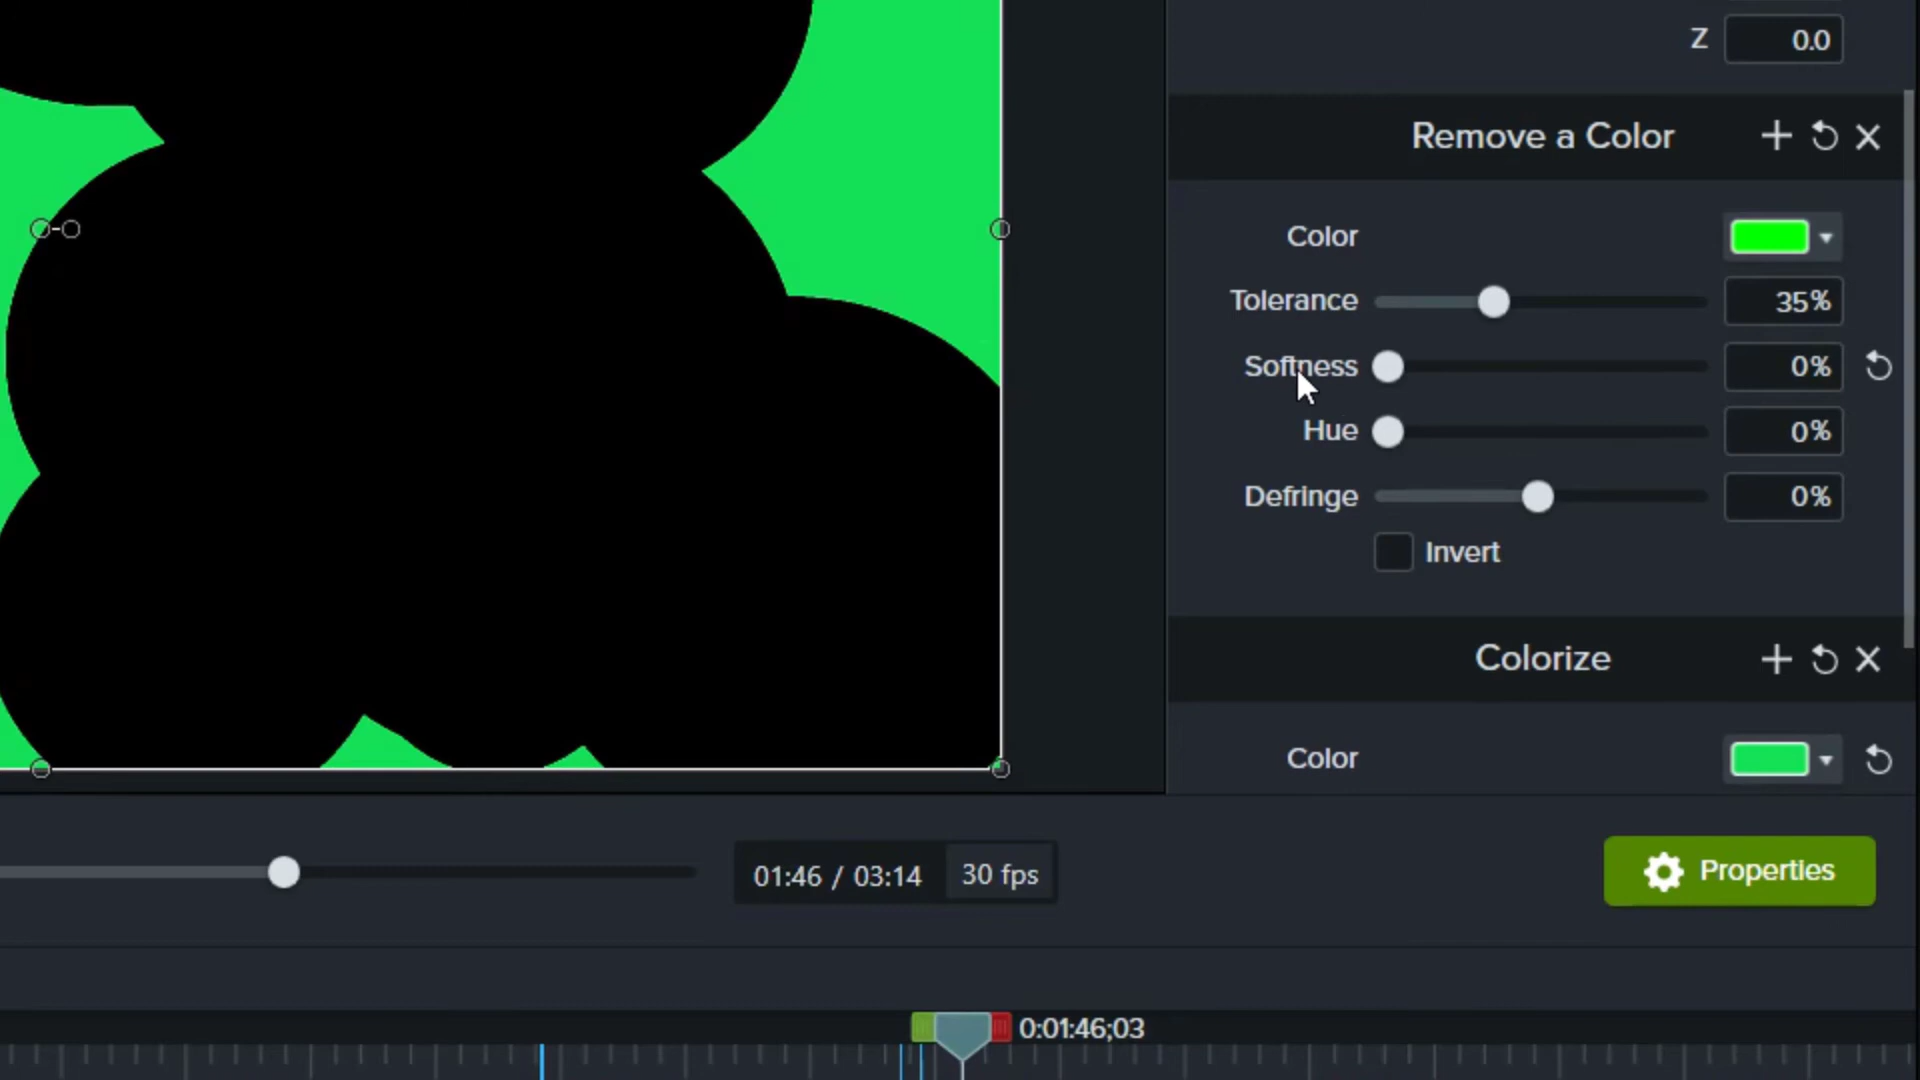 Z 0.0
Remove a Color
Color
Tolerance 35%
Softness 0%
Hue 0%
Defringe 0%
Invert
Colorize
Color
01:46 / 03:14 30 fps
Properties
0:01:46;03